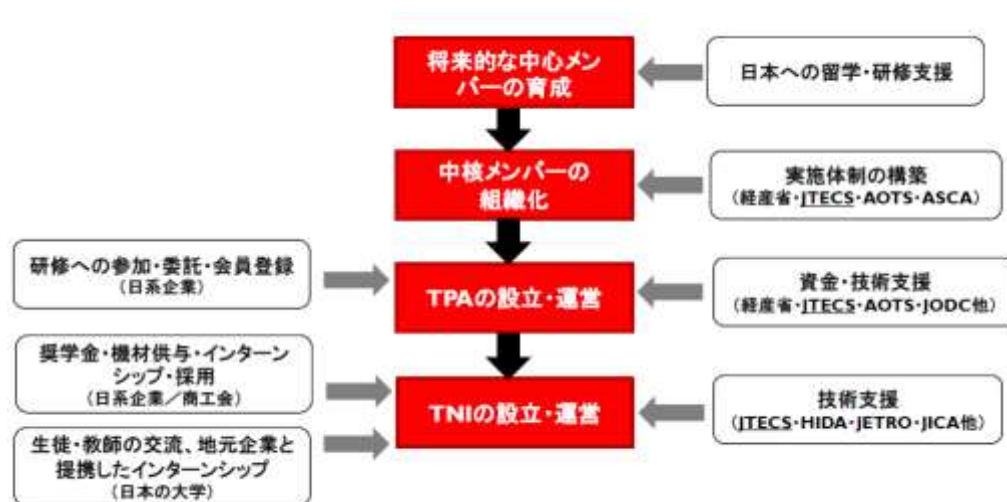 将来的な中心メン
バーの育成
日本への留学・研修支援
中核メンバーの
組織化
実施体制の構築
（経産省・JTECS・AOTS・ASCA）
研修への参加・委託・会員登録
（日系企業）
TPAの設立・運営
資金・技術支援
（経産省・JTECS・AOTS・JODC他）
奨学金・機材供与・インターン
シップ・採用
（日系企業／商工会）
TNIの設立・運営
技術支援
（JTECS・HIDA・JETRO・JICA他）
生徒・教師の交流、地元企業と
提携したインターンシップ
（日本の大学）